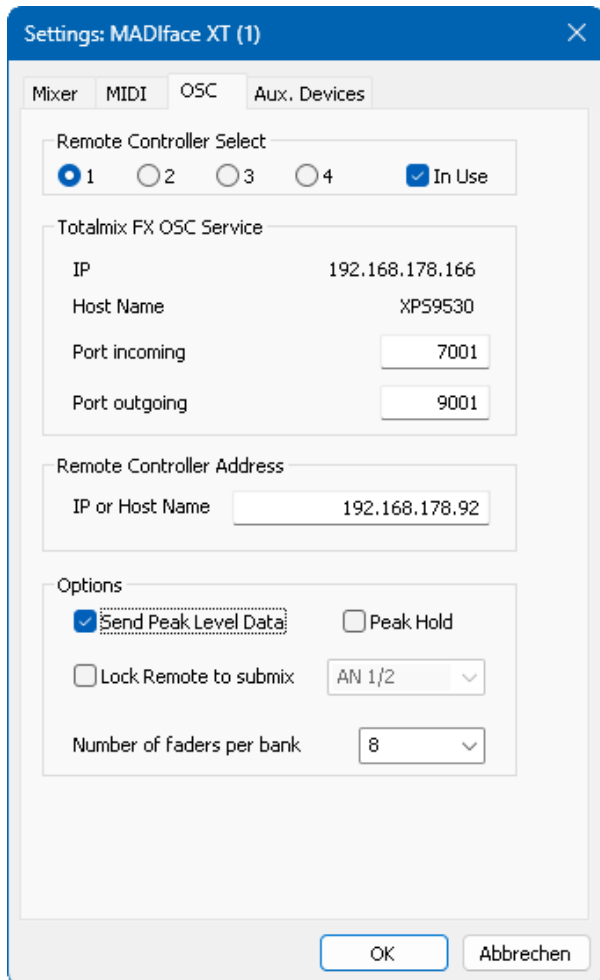 Settings: MADIface XT (1)
Mixer MIDI OSC Aux. Devices
Remote Controller Select
1 2 3 4 In Use
Totalmix FX OSC Service
IP 192.168.178.166
Host Name XPS9530
Port incoming 7001
Port outgoing 9001
Remote Controller Address
IP or Host Name 192.168.178.92
Options
Send Peak Level Data Peak Hold
Lock Remote to submix AN 1/2
Number of faders per bank 8
OK Abbrechen